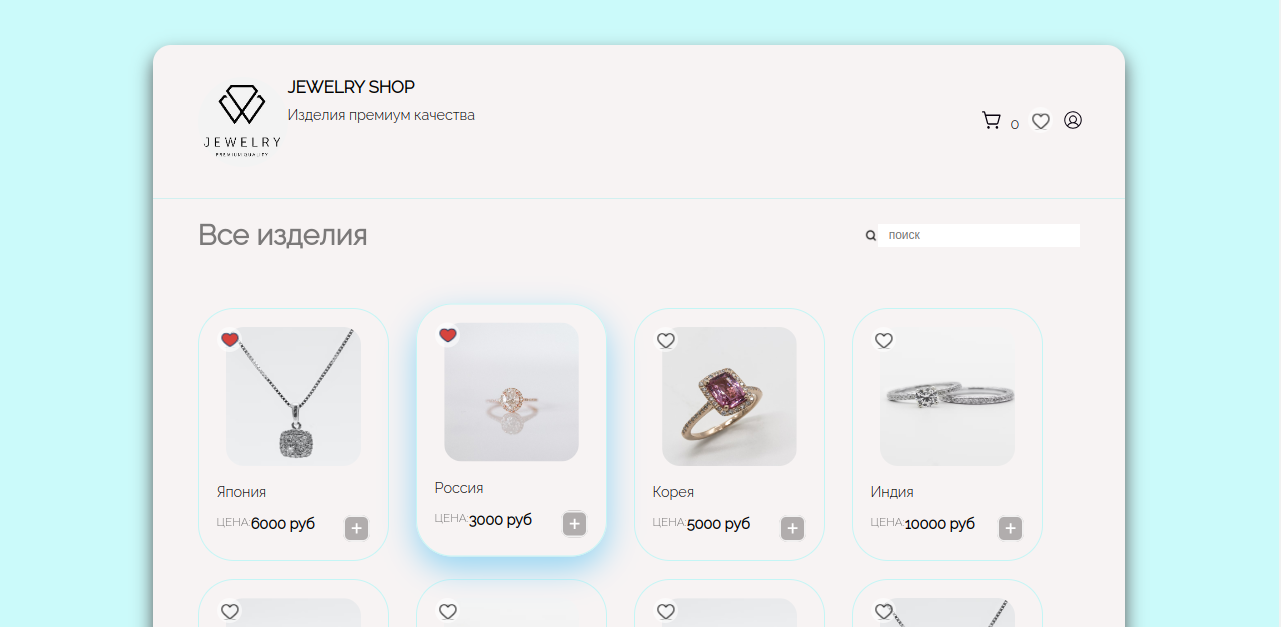 JEWELRY SHOP
Изделия премиум качества
JEWELRY
PREMIUM QUALITY
0
Все изделия
поиск
Япония
ЦЕНА:6000 руб
Россия
ЦЕНА:3000 руб
Корея
ЦЕНА:5000 руб
Индия
ЦЕНА:10000 руб